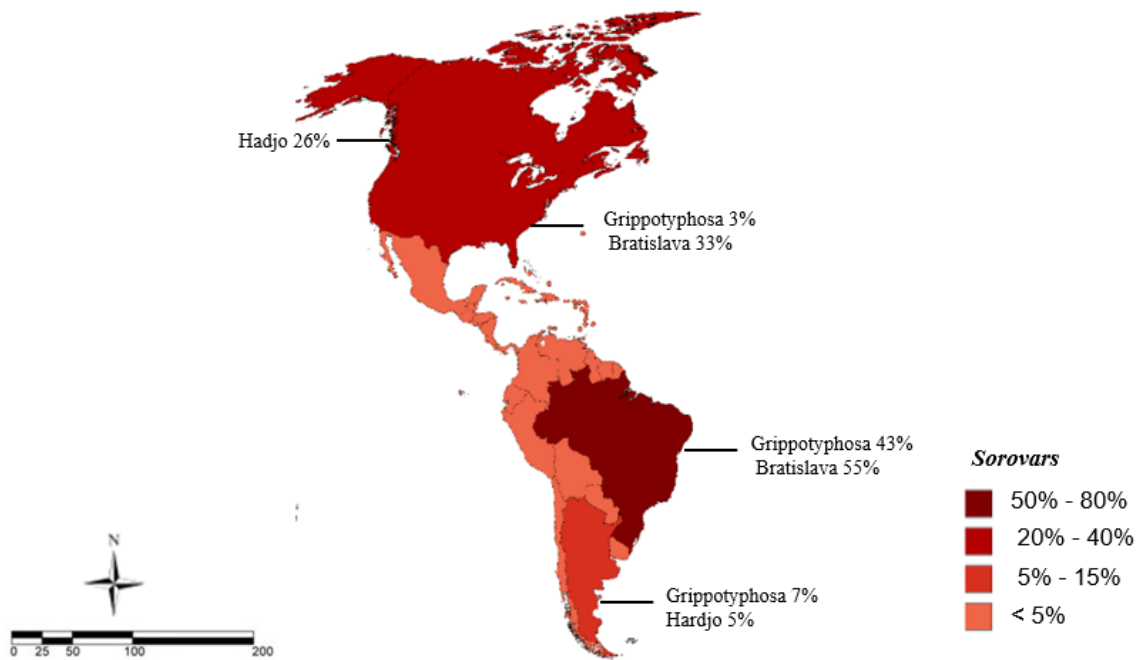 Hadjo 26%
Grippotyphosa 3%
Bratislava 33%
Grippotyphosa 43%
Bratislava 55%
Grippotyphosa 7%
Hardjo 5%
Sorovars
50% - 80%
20% - 40%
5% - 15%
< 5%
N
0 25 50 100 200